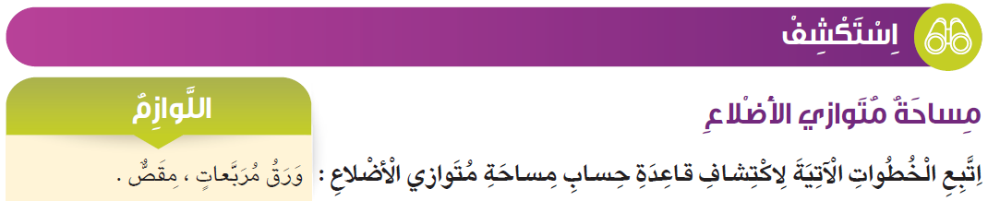 اِسْتَكْشِفْ
مِساحَةُ مُتَوازي الأَضْلاعِ
اِتَّبِعِ الْخُطُواتِ الْآتِيَةَ لِاكْتِشافِ قاعِدَةِ حِسابِ مِساحَةِ مُتَوازي الْأَضْلاعِ :
اللَّوازِمُ
وَرَقُ مُرَبَّعاتٍ ، مِقَصٌّ .